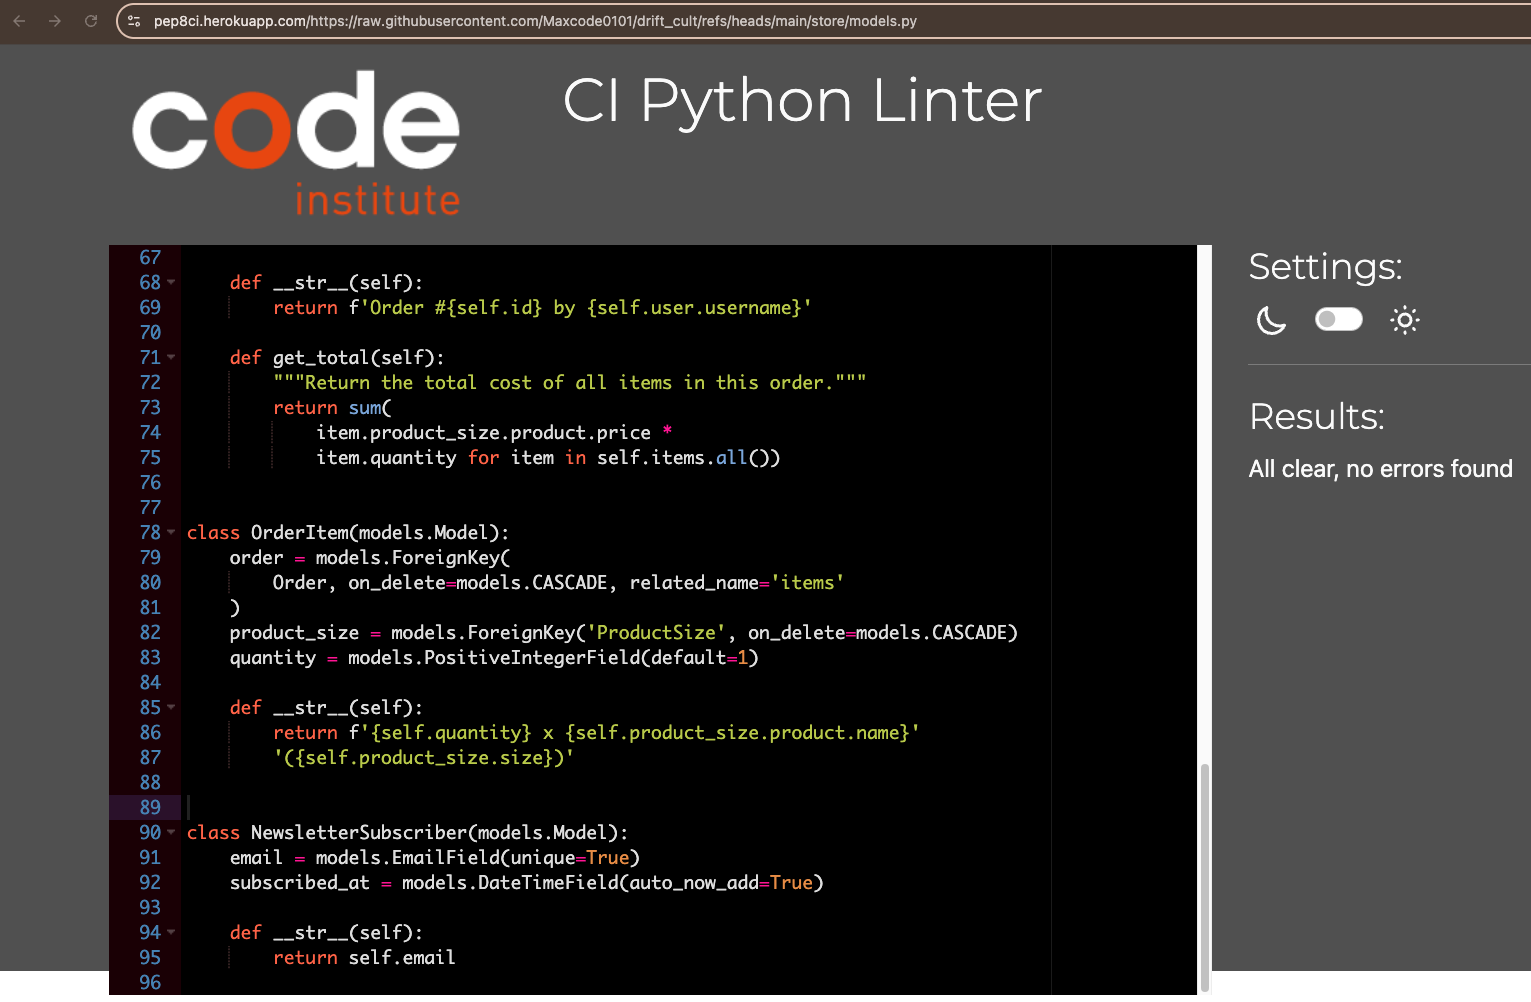 pep8ci.herokuapp.com/https://raw.githubusercontent.com/Maxcode0101/drift_cult/refs/heads/main/store/models.py
code
institute
CI Python Linter
67
68 def __str__(self):
69 return f'Order #{self.id} by {self.user.username}'
70
71 def get_total(self):
72 """Return the total cost of all items in this order."""
73 return sum(
74 item.product_size.product.price *
75 item.quantity for item in self.items.all())
76
77
78 class OrderItem(models.Model):
79 order = models.ForeignKey(
80 Order, on_delete=models.CASCADE, related_name='items'
81 )
82 product_size = models.ForeignKey('ProductSize', on_delete=models.CASCADE)
83 quantity = models.PositiveIntegerField(default=1)
84
85 def __str__(self):
86 return f'{self.quantity} x {self.product_size.product.name}'
87 '({self.product_size.size})'
88
89
90 class NewsletterSubscriber(models.Model):
91 email = models.EmailField(unique=True)
92 subscribed_at = models.DateTimeField(auto_now_add=True)
93
94 def __str__(self):
95 return self.email
96
Settings:
Results:
All clear, no errors found